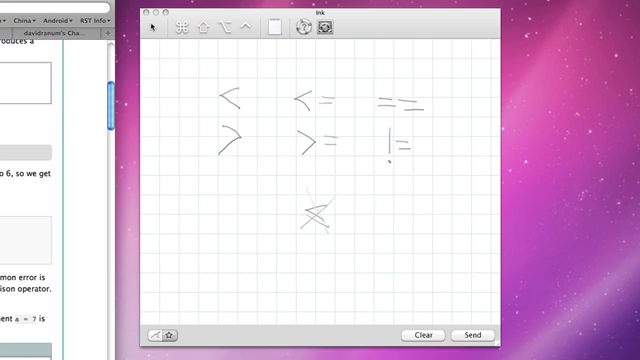 China Android RST Info
davidranum's Cha
Ink
roduces a
< <= ==
> >= !=
o 6, so we get
mon error is
ison operator.
ent a = 7 is
Clear Send